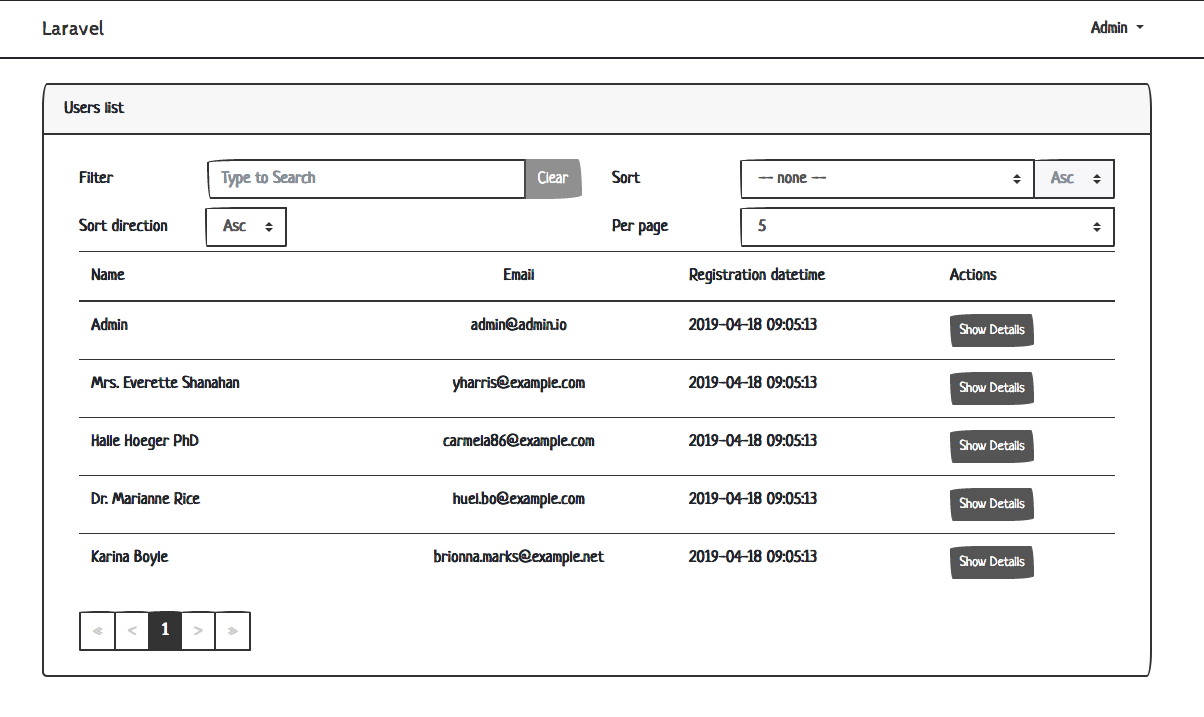 Laravel Admin
Users list
Filter Type to Search Clear Sort -- none -- Asc
Sort direction Asc Per page 5
Name Email Registration datetime Actions
Admin admin@admin.io 2019-04-18 09:05:13 Show Details
Mrs. Everette Shanahan yharris@example.com 2019-04-18 09:05:13 Show Details
Halle Hoeger PhD carmela86@example.com 2019-04-18 09:05:13 Show Details
Dr. Marianne Rice huel.bo@example.com 2019-04-18 09:05:13 Show Details
Karina Boyle brionna.marks@example.net 2019-04-18 09:05:13 Show Details
« < 1 > »